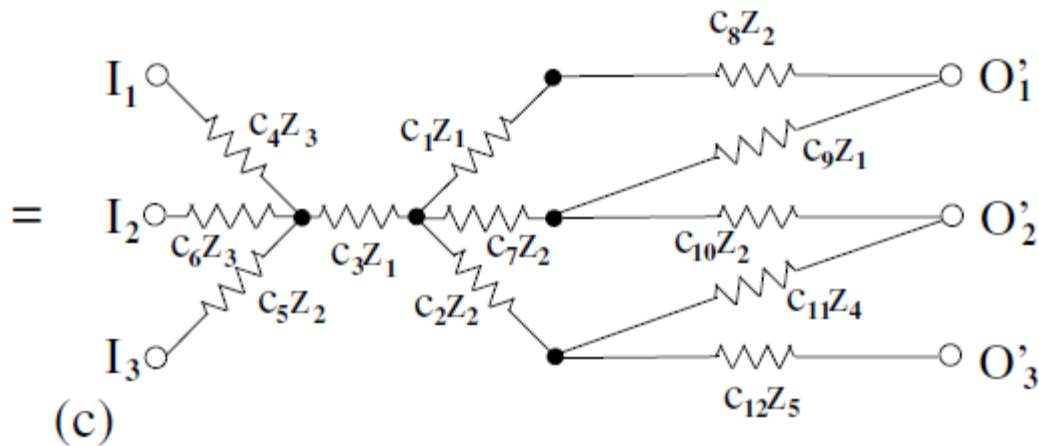 C₈Z₂
I₁
O'₁
C₄Z₃
C₁Z₁
C₉Z₁
=
I₂
O'₂
C₆Z₃
C₃Z₁
C₇Z₂
C₁₀Z₂
C₅Z₂
C₂Z₂
C₁₁Z₄
I₃
O'₃
C₁₂Z₅
(c)